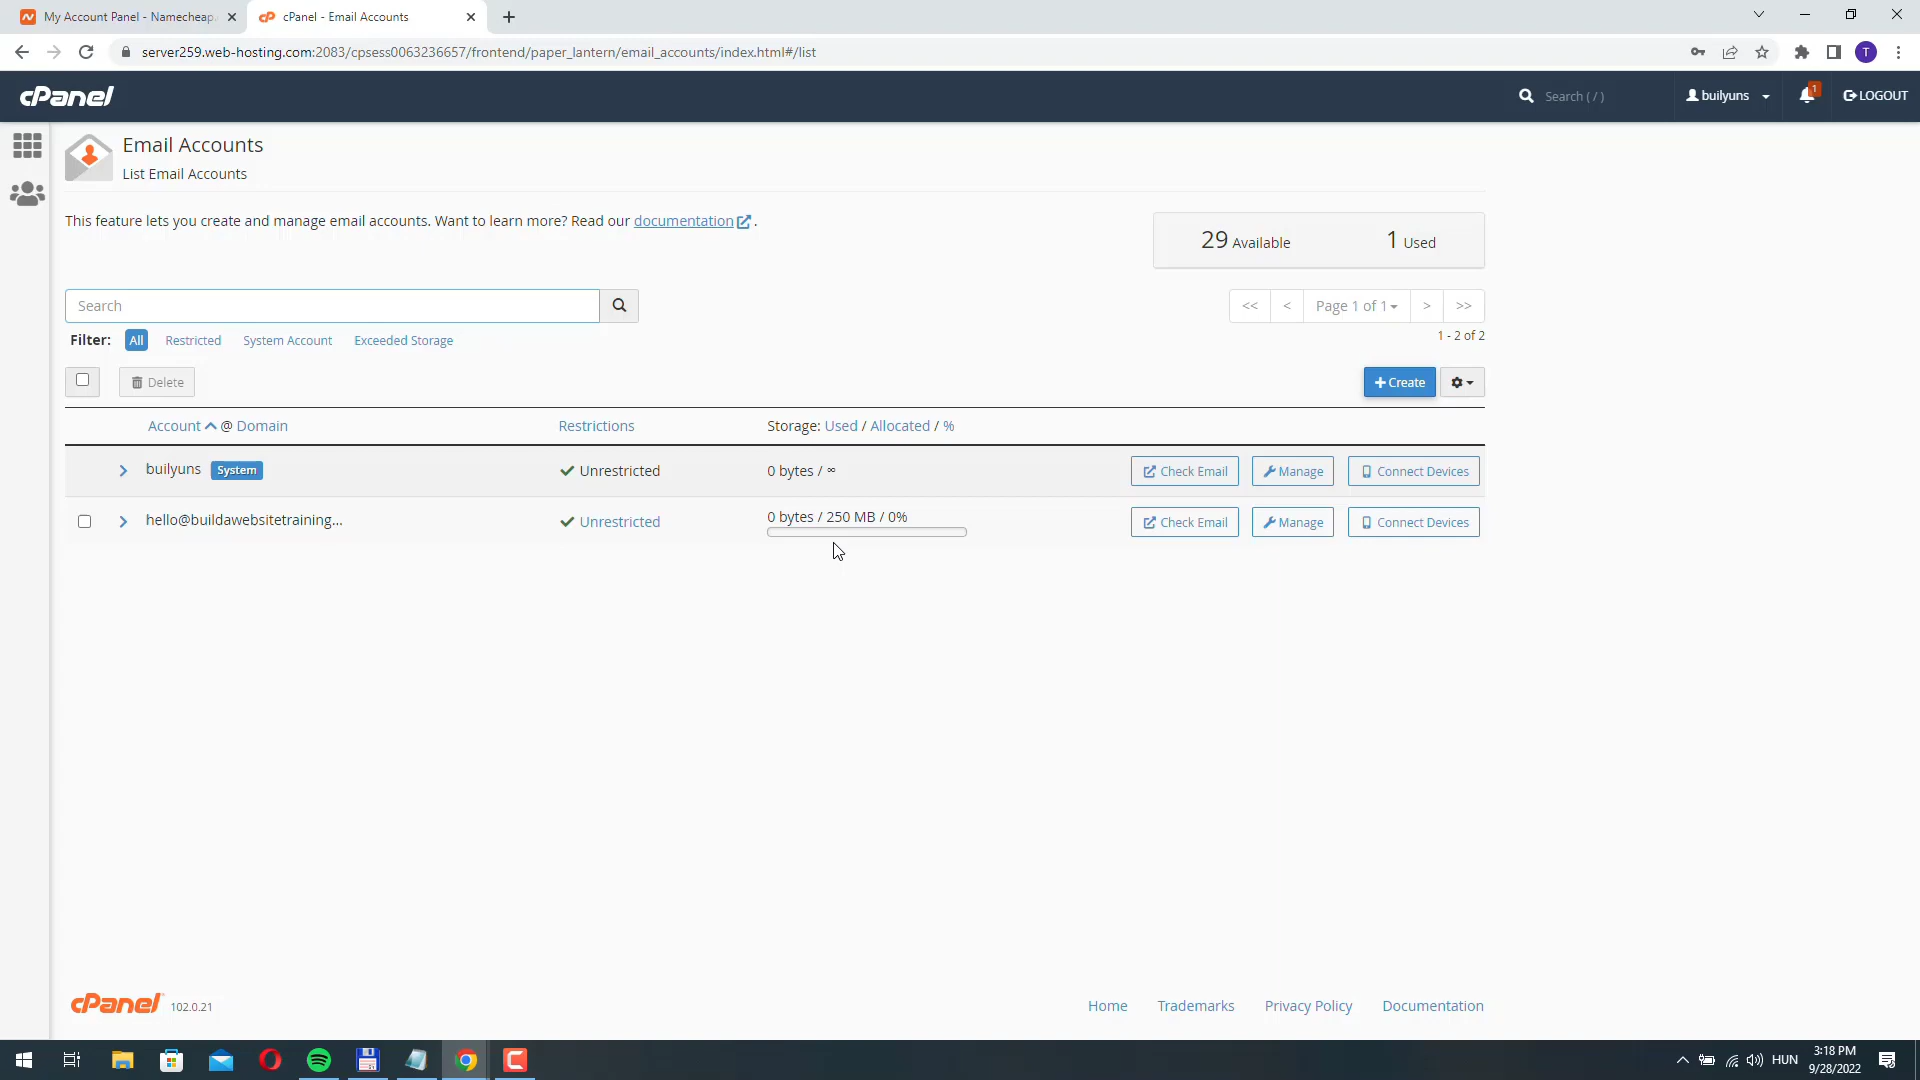 My Account Panel - Namecheap.
cPanel - Email Accounts
server259.web-hosting.com:2083/cpsess0063236657/frontend/paper_lantern/email_accounts/index.html#/list
T
cPanel
Search ( / )
builyuns
1
LOGOUT
Email Accounts
List Email Accounts
This feature lets you create and manage email accounts. Want to learn more? Read our documentation .
29 Available
1 Used
Search
<< < Page 1 of 1 > >>
Filter: All Restricted System Account Exceeded Storage
1 - 2 of 2
Delete
Create
Account @ Domain
Restrictions
Storage: Used / Allocated / %
builyuns System
Unrestricted
0 bytes / ∞
Check Email
Manage
Connect Devices
hello@buildawebsitetraining...
Unrestricted
0 bytes / 250 MB / 0%
Check Email
Manage
Connect Devices
cPanel 102.0.21
Home
Trademarks
Privacy Policy
Documentation
HUN
3:18 PM
9/28/2022